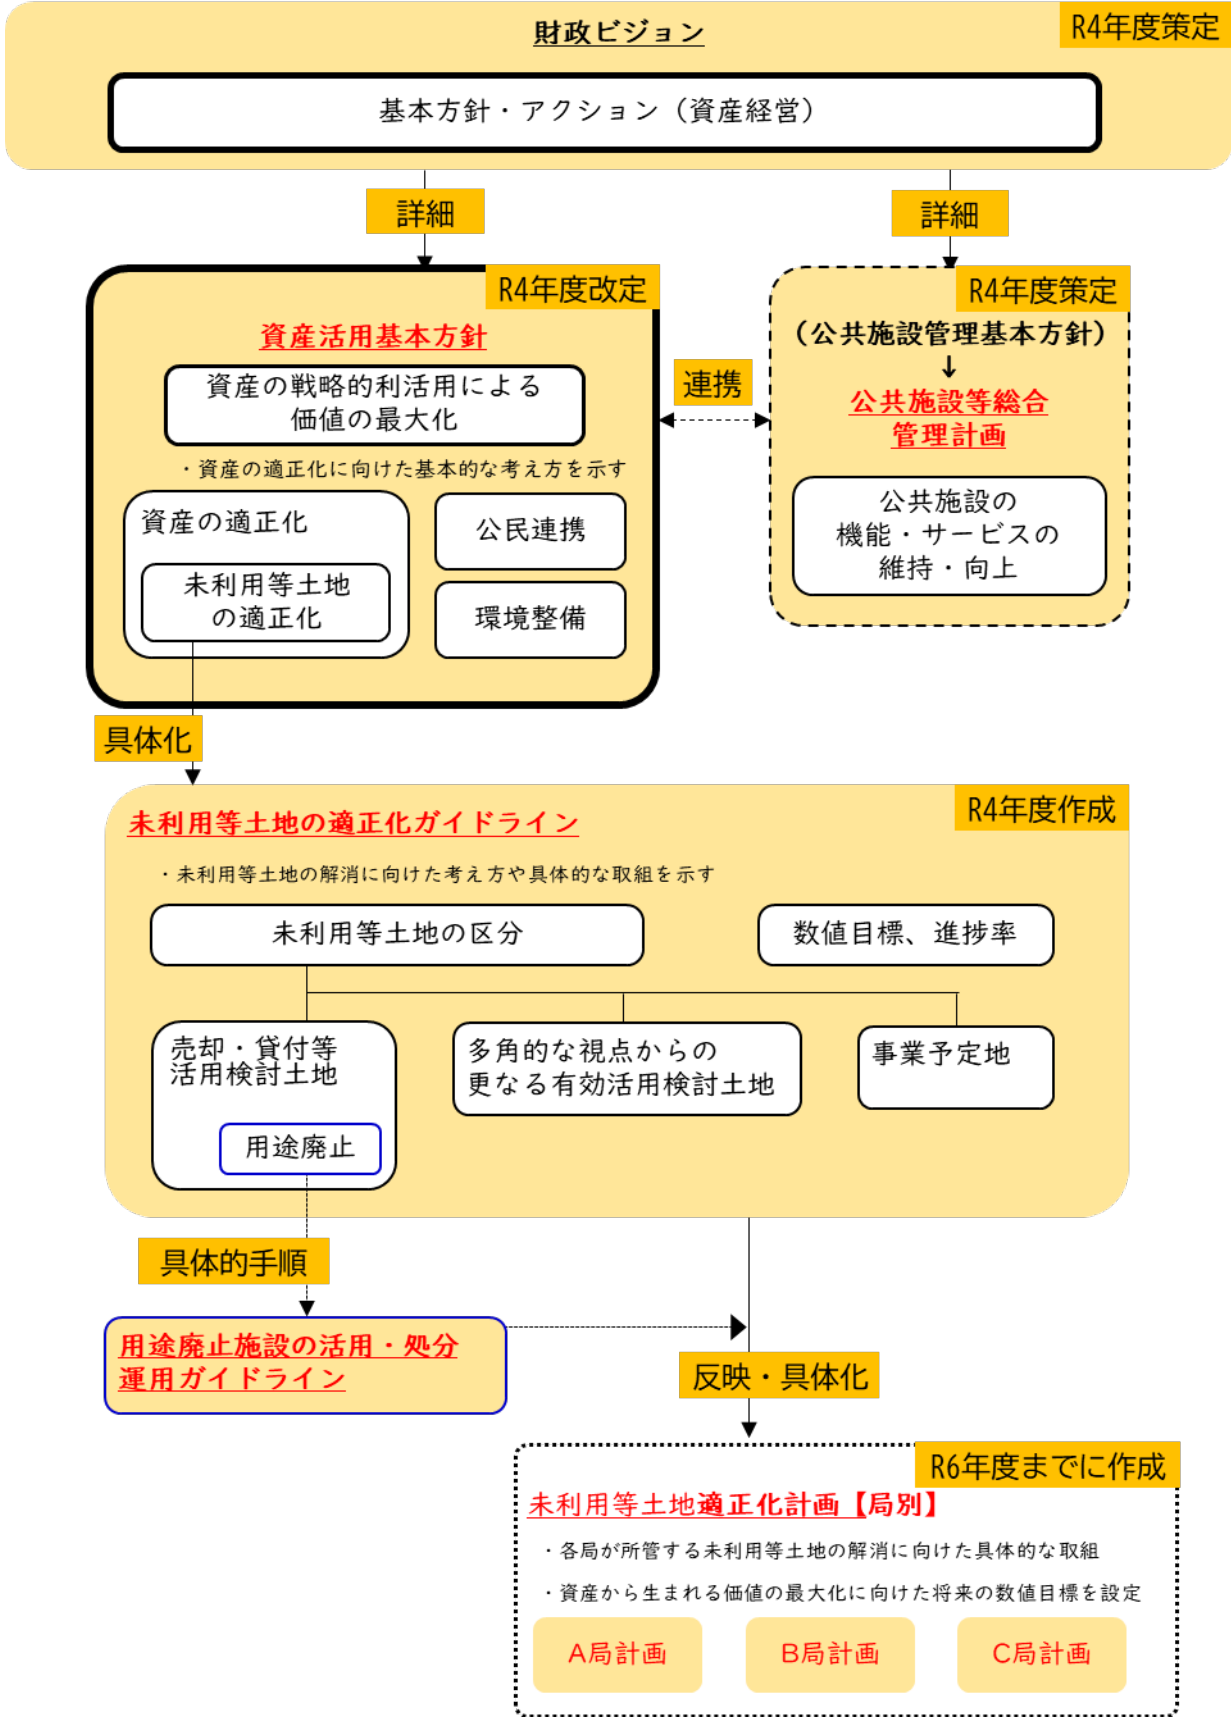 財政ビジョン
R4年度策定
基本方針・アクション（資産経営）
詳細
詳細
R4年度改定
資産活用基本方針
資産の戦略的利活用による
価値の最大化
・資産の適正化に向けた基本的な考え方を示す
資産の適正化
未利用等土地
の適正化
公民連携
環境整備
連携
R4年度策定
（公共施設管理基本方針）
↓
公共施設等総合
管理計画
公共施設の
機能・サービスの
維持・向上
具体化
R4年度作成
未利用等土地の適正化ガイドライン
・未利用等土地の解消に向けた考え方や具体的な取組を示す
未利用等土地の区分
数値目標、進捗率
売却・貸付等
活用検討土地
用途廃止
多角的な視点からの
更なる有効活用検討土地
事業予定地
具体的手順
用途廃止施設の活用・処分
運用ガイドライン
反映・具体化
R6年度までに作成
未利用等土地適正化計画【局別】
・各局が所管する未利用等土地の解消に向けた具体的な取組
・資産から生まれる価値の最大化に向けた将来の数値目標を設定
A局計画
B局計画
C局計画